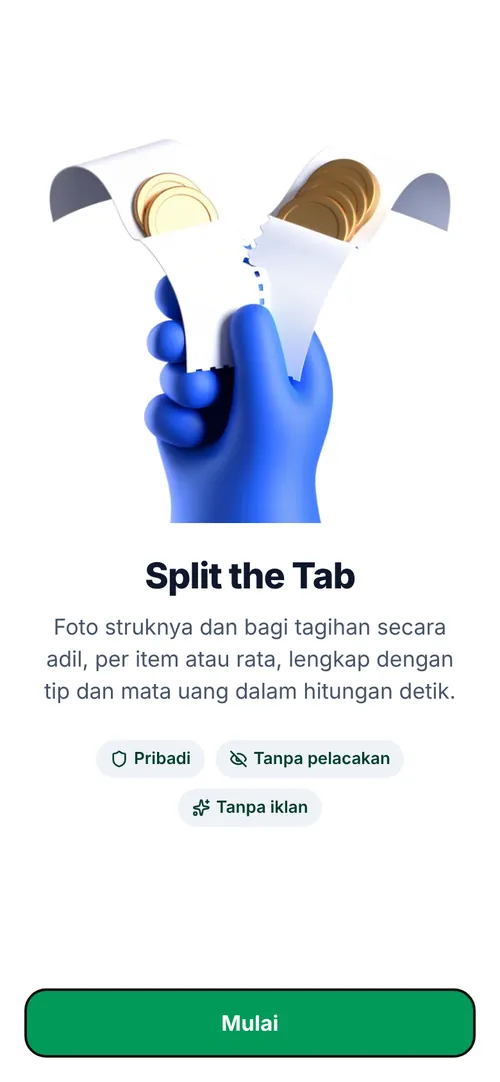 Split the Tab
Foto struknya dan bagi tagihan secara
adil, per item atau rata, lengkap dengan
tip dan mata uang dalam hitungan detik.
Pribadi
Tanpa pelacakan
Tanpa iklan
Mulai